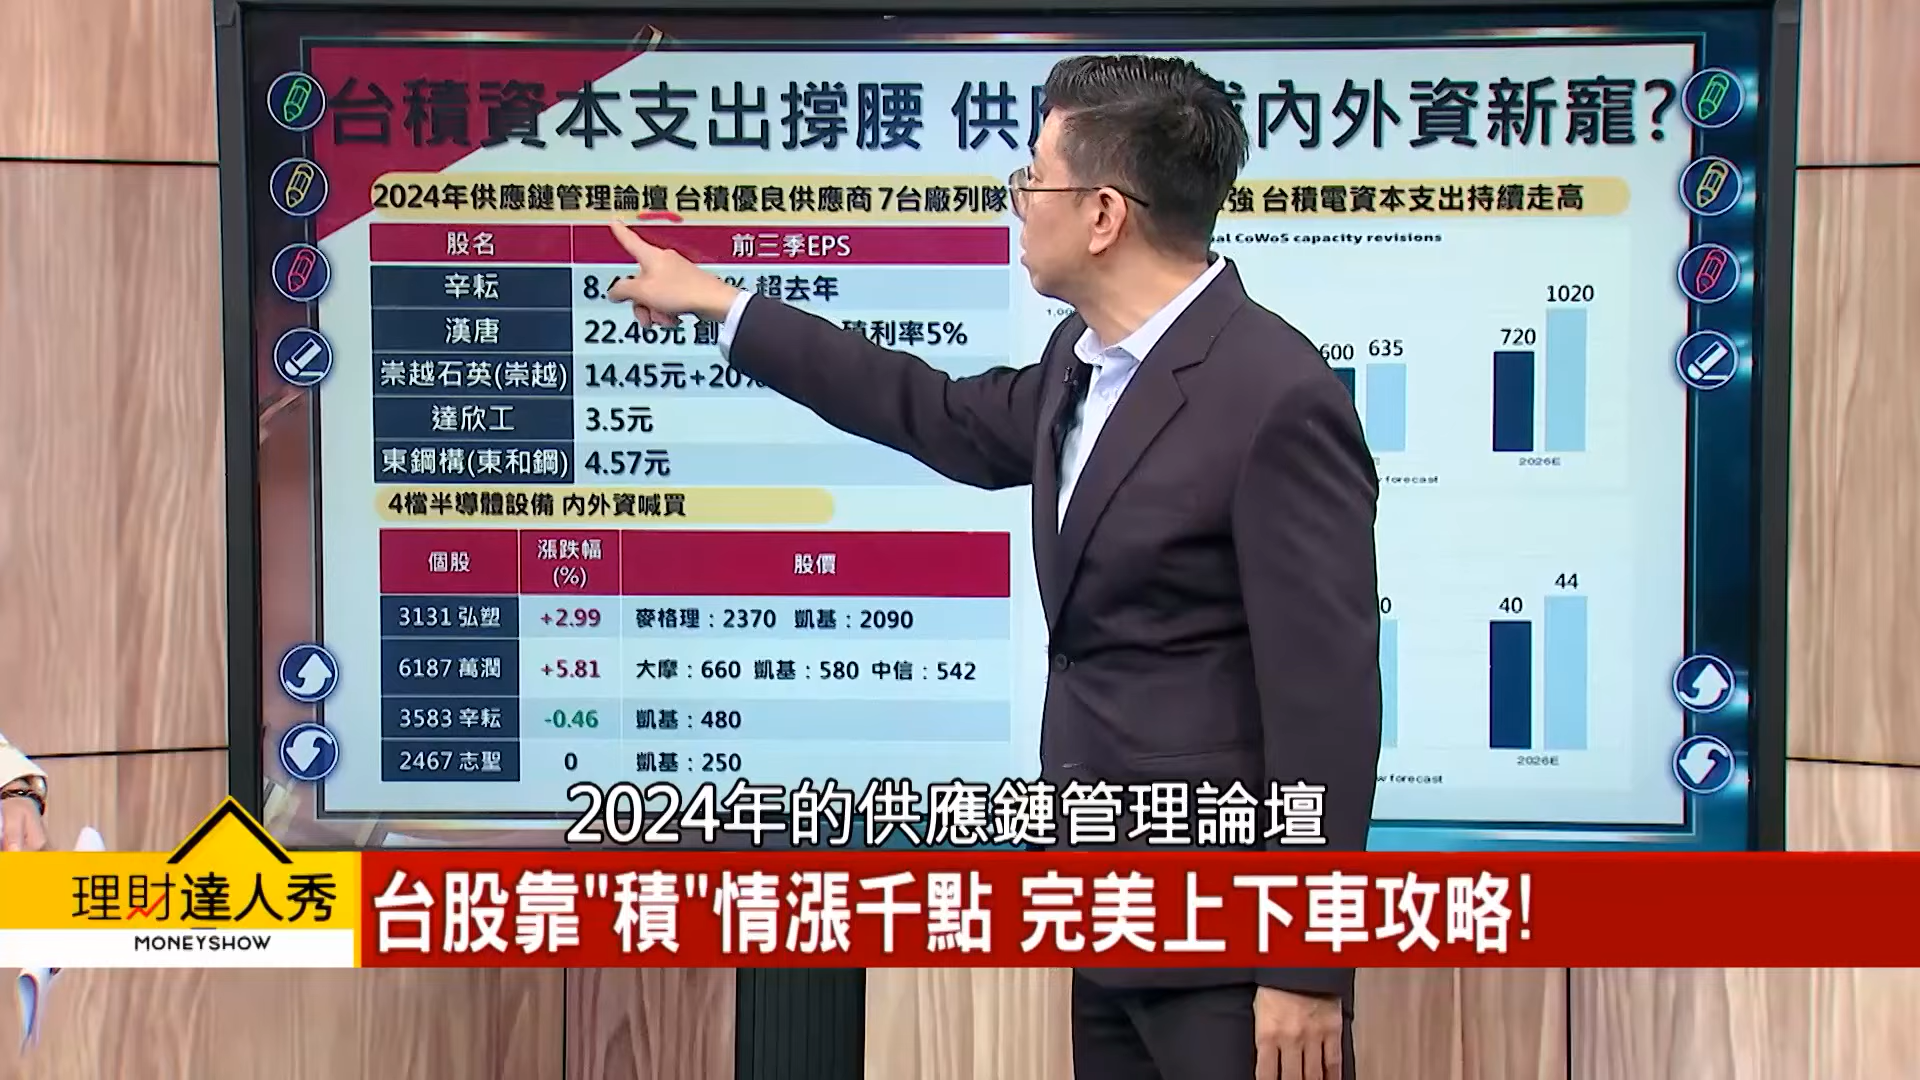 台積資本支出撐腰 供 內外資新寵?
2024年供應鏈管理論壇 台積優良供應商 7台廠列隊
股名 前三季EPS
辛耘 8. % 超去年
漢唐 22.46元 創 殖利率5%
崇越石英(崇越) 14.45元+20%
達欣工 3.5元
東鋼構(東和鋼) 4.57元
4檔半導體設備 內外資喊買
個股 漲跌幅(%) 股價
3131 弘塑 +2.99 麥格理：2370 凱基：2090
6187 萬潤 +5.81 大摩：660 凱基：580 中信：542
3583 辛耘 -0.46 凱基：480
2467 志聖 0 凱基：250
強 台積電資本支出持續走高
CoWoS capacity revisions
600 635 720 1020
2026E
forecast
40 44
2026E
forecast
2024年的供應鏈管理論壇
理財達人秀
MONEYSHOW
台股靠"積"情漲千點 完美上下車攻略!